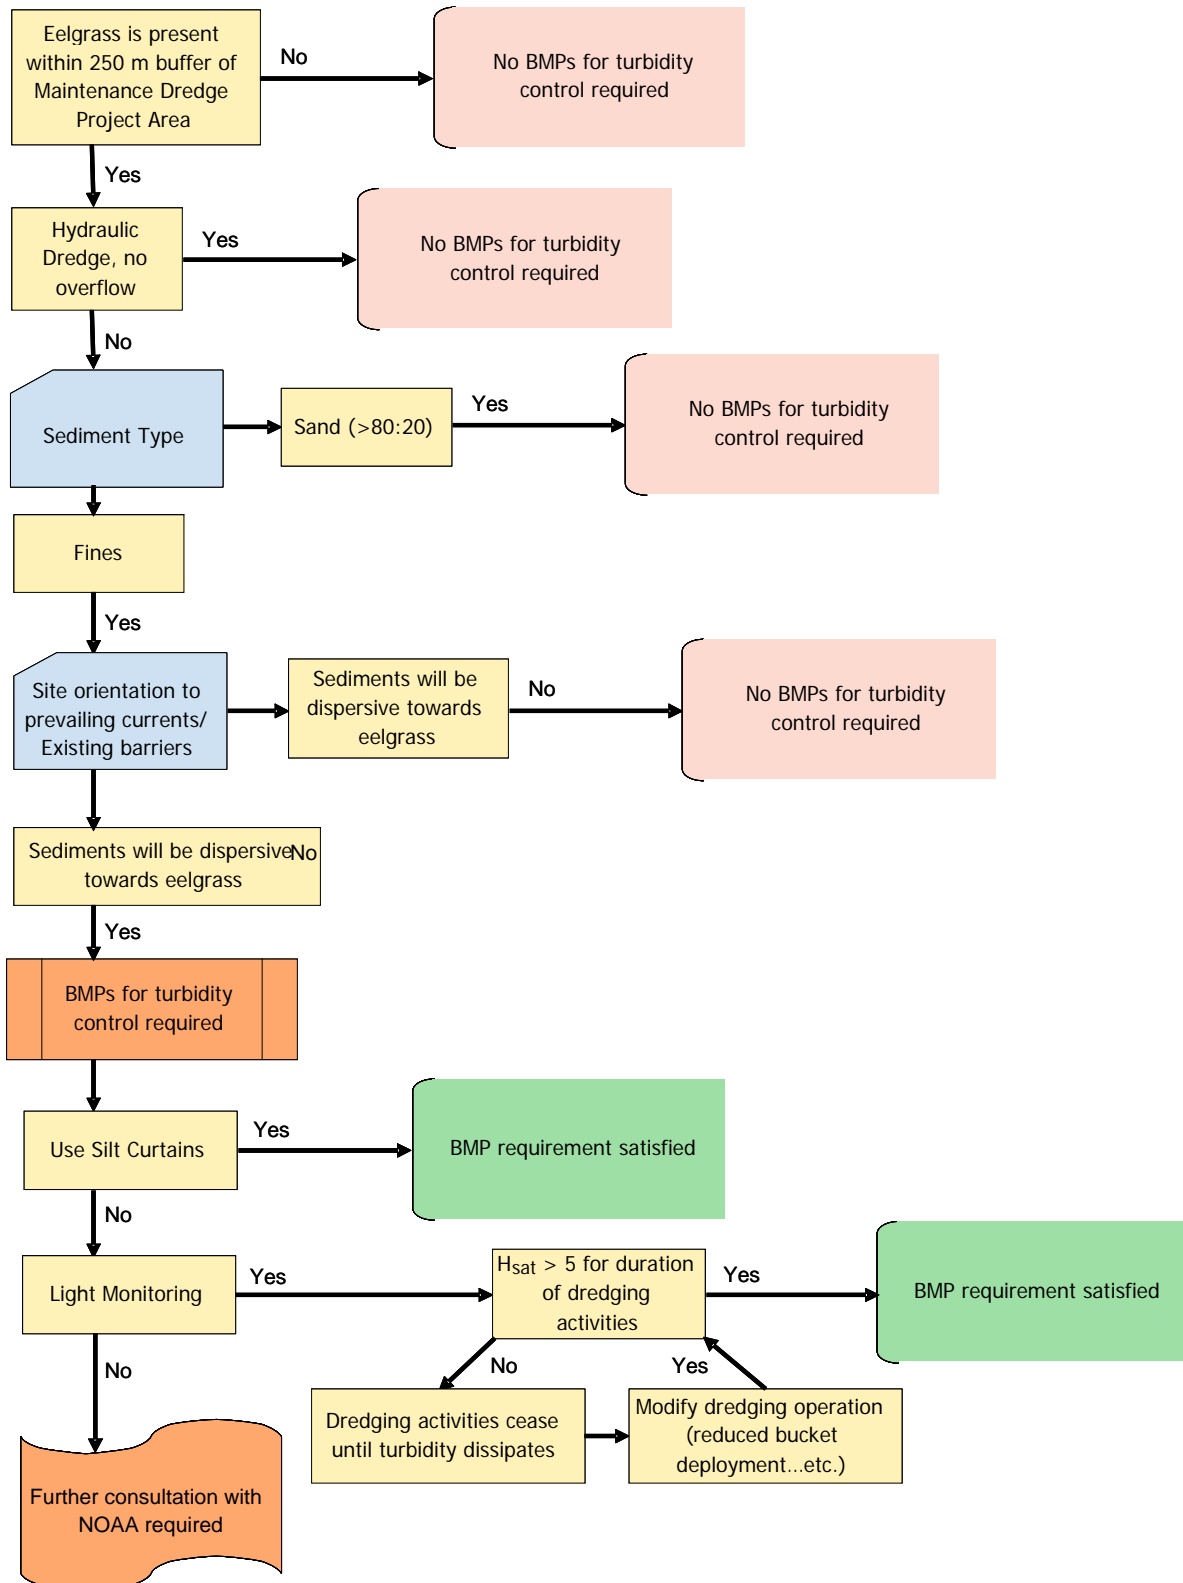 Eelgrass is present
within 250 m buffer of
Maintenance Dredge
Project Area
No
No BMPs for turbidity
control required
Yes
Hydraulic
Dredge, no
overflow
Yes
No BMPs for turbidity
control required
No
Sediment Type
Sand (>80:20)
Yes
No BMPs for turbidity
control required
Fines
Yes
Site orientation to
prevailing currents/
Existing barriers
Sediments will be
dispersive towards
eelgrass
No
No BMPs for turbidity
control required
Sediments will be dispersive No
towards eelgrass
Yes
BMPs for turbidity
control required
Use Silt Curtains
Yes
BMP requirement satisfied
No
Light Monitoring
Yes
Hsat > 5 for duration
of dredging
activities
Yes
BMP requirement satisfied
No
No
Yes
Dredging activities cease
until turbidity dissipates
Modify dredging operation
(reduced bucket
deployment...etc.)
Further consultation with
NOAA required